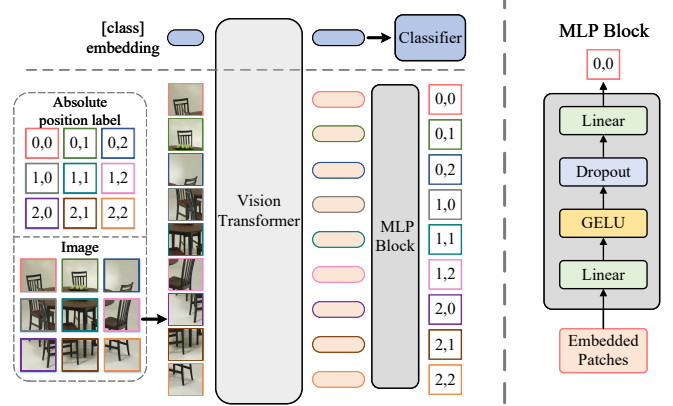 [class]
embedding
Classifier
Absolute
position label
0,0 0,1 0,2
1,0 1,1 1,2
2,0 2,1 2,2
Image
Vision
Transformer
MLP
Block
0,0
0,1
0,2
1,0
1,1
1,2
2,0
2,1
2,2
MLP Block
0,0
Linear
Dropout
GELU
Linear
Embedded
Patches